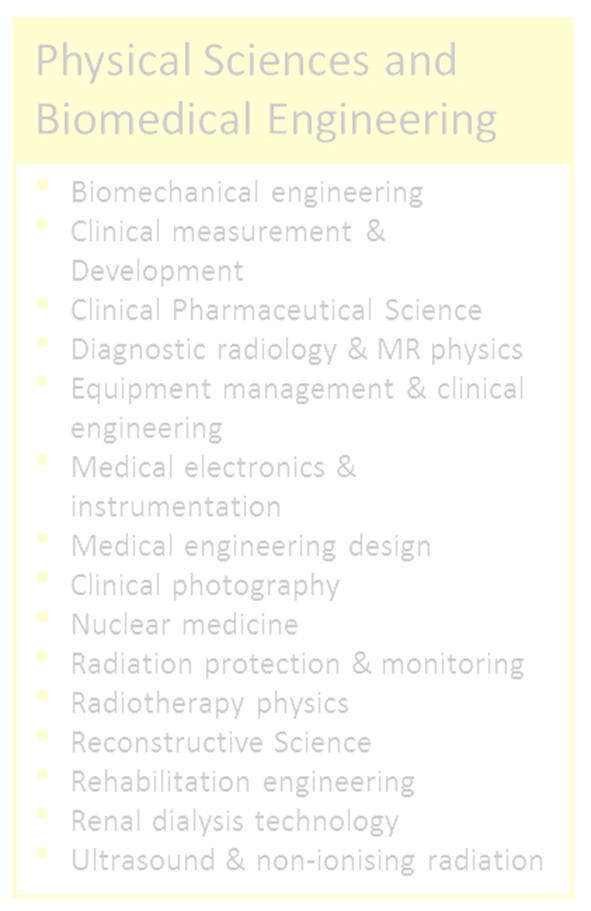 Physical Sciences and
Biomedical Engineering
• Biomechanical engineering
• Clinical measurement &
Development
• Clinical Pharmaceutical Science
• Diagnostic radiology & MR physics
• Equipment management & clinical
engineering
• Medical electronics &
instrumentation
• Medical engineering design
• Clinical photography
• Nuclear medicine
• Radiation protection & monitoring
• Radiotherapy physics
• Reconstructive Science
• Rehabilitation engineering
• Renal dialysis technology
• Ultrasound & non-ionising radiation